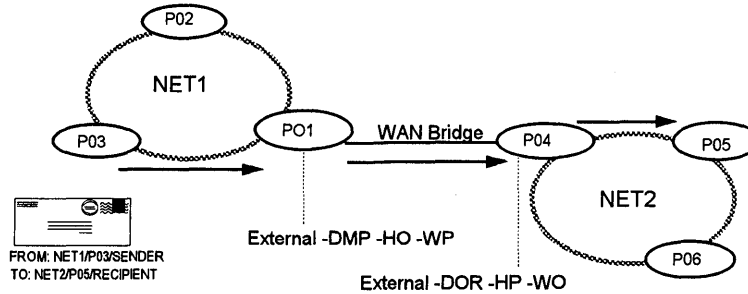 P02
NET1
P03
PO1
WAN Bridge
P04
P05
NET2
P06
External -DMP -HO -WP
External -DOR -HP -WO
FROM: NET1/P03/SENDER
TO: NET2/P05/RECIPIENT